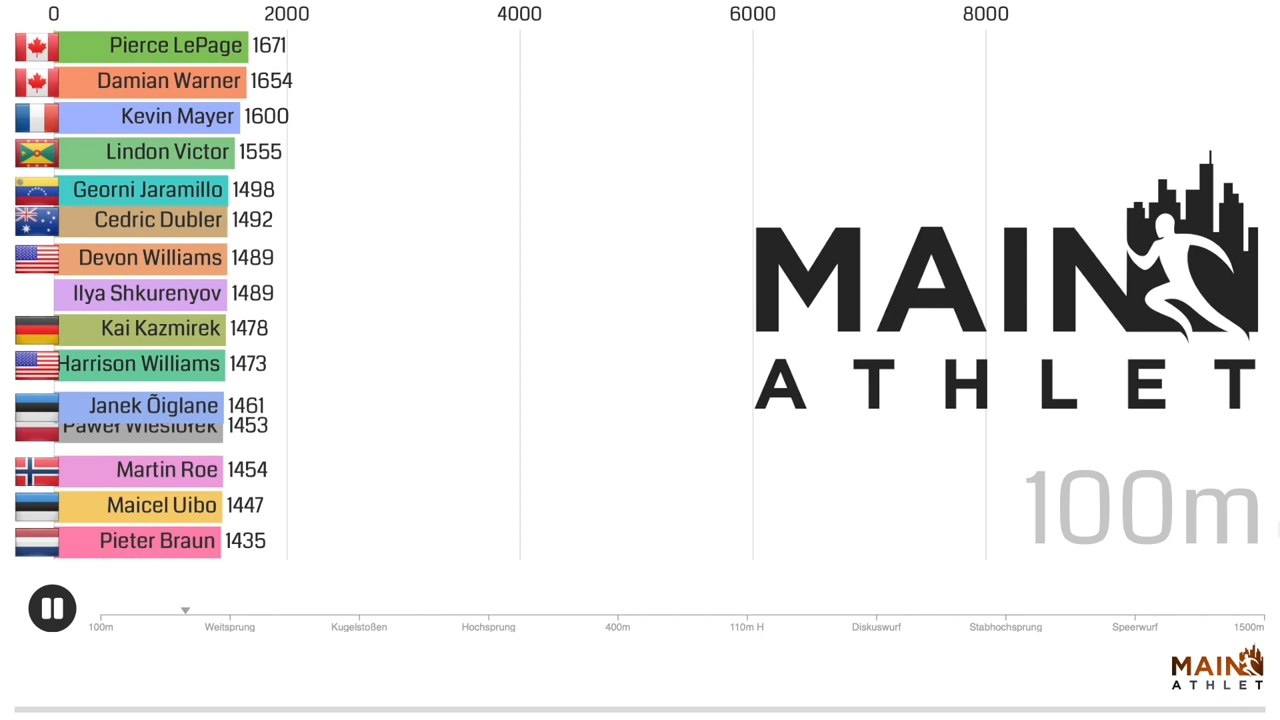 0 2000 4000 6000 8000
Pierce LePage 1671
Damian Warner 1654
Kevin Mayer 1600
Lindon Victor 1555
Georni Jaramillo 1498
Cedric Dubler 1492
Devon Williams 1489
Ilya Shkurenyov 1489
Kai Kazmirek 1478
Harrison Williams 1473
Janek Õiglane 1461
Paweł Wiesiołek 1453
Martin Roe 1454
Maicel Uibo 1447
Pieter Braun 1435
MAIN
ATHLET
100m
100m Weitsprung Kugelstoßen Hochsprung 400m 110m H Diskuswurf Stabhochsprung Speerwurf 1500m
MAIN
ATHLET